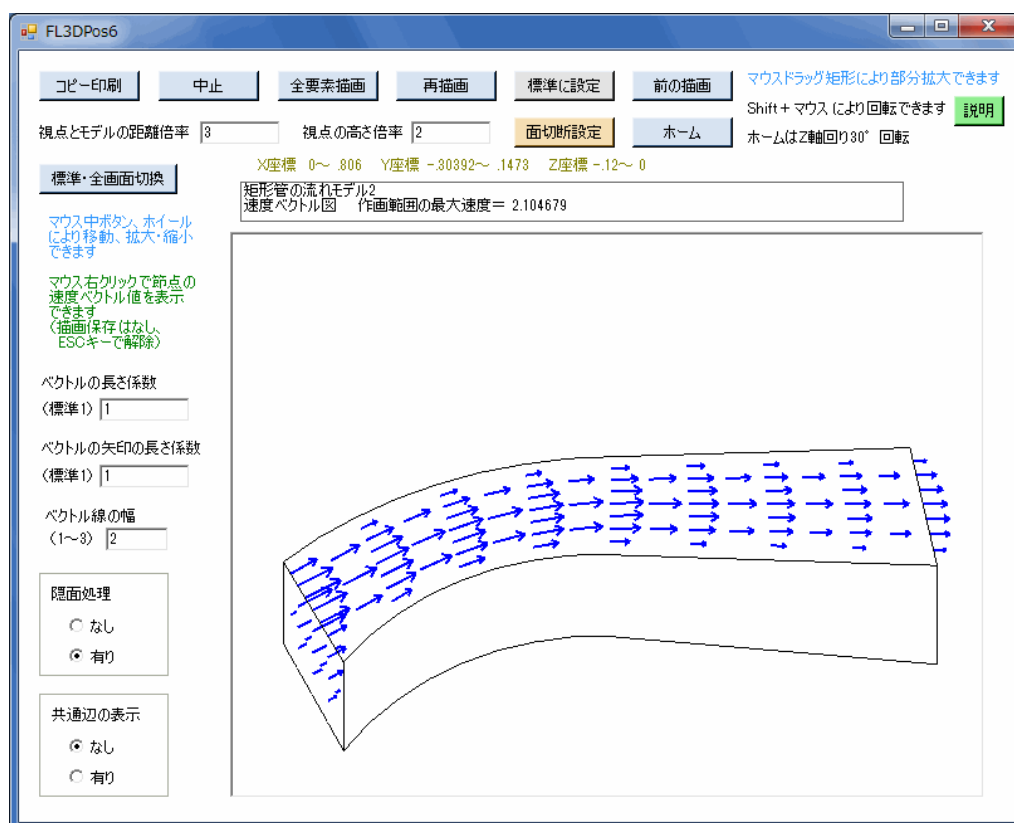 FL3DPos6
コピー印刷 中止 全要素描画 再描画 標準に設定 前の描画 マウスドラッグ矩形により部分拡大できます
Shift+マウスにより回転できます 説明
視点とモデルの距離倍率 3 視点の高さ倍率 2 面切断設定 ホーム ホームはZ軸回り30°回転
X座標 0~ .806 Y座標 -.30392~ .1473 Z座標 -.12~ 0
標準・全画面切換
矩形管の流れモデル2
速度ベクトル図 作画範囲の最大速度= 2.104679
マウス中ボタン、ホイール
により移動、拡大・縮小
できます
マウス右クリックで節点の
速度ベクトル値を表示
できます
(描画保存はなし、
ESCキーで解除)
ベクトルの長さ係数
(標準1) 1
ベクトルの矢印の長さ係数
(標準1) 1
ベクトル線の幅
(1~3) 2
隠面処理
なし
有り
共通辺の表示
なし
有り